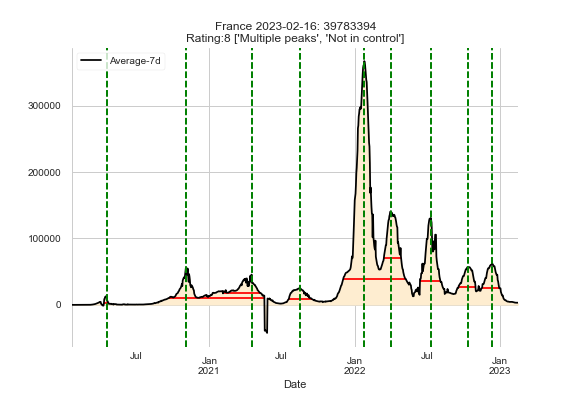 France 2023-02-16: 39783394
Rating:8 ['Multiple peaks', 'Not in control']
Average-7d
300000
200000
100000
0
Jul
Jan
2021
Jul
Jan
2022
Jul
Jan
2023
Date